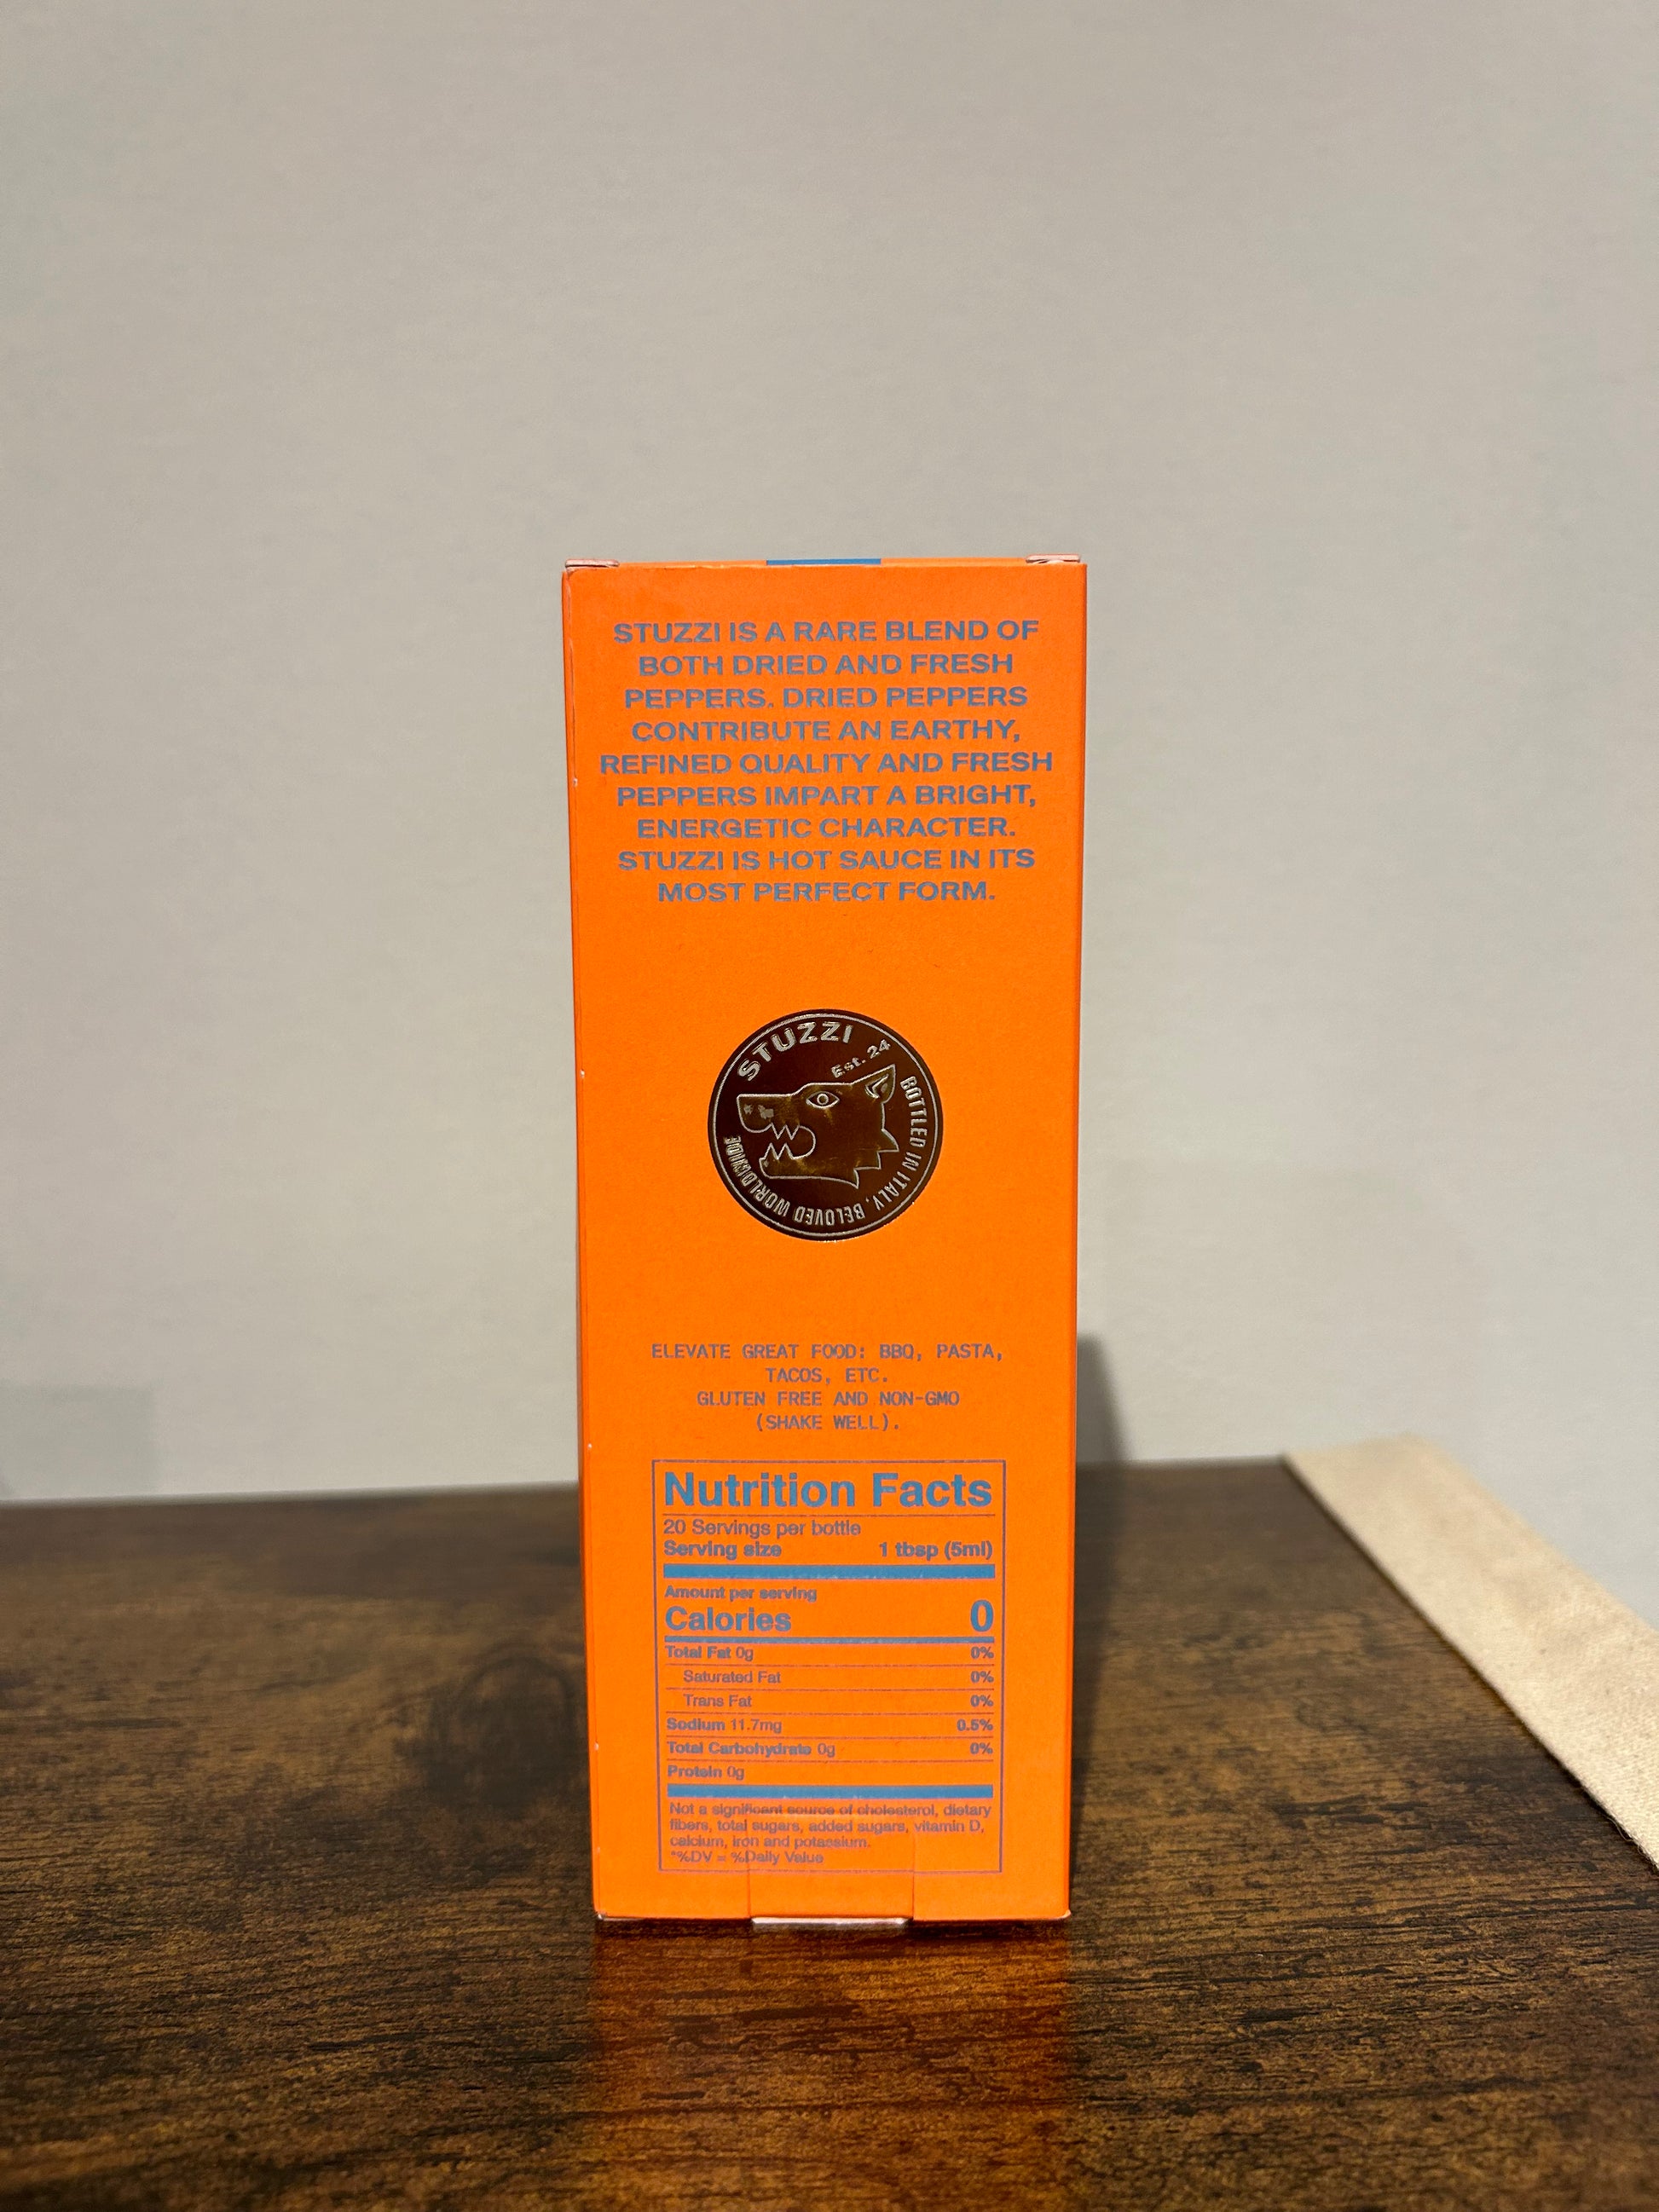 STUZZI IS A RARE BLEND OF
BOTH DRIED AND FRESH
PEPPERS. DRIED PEPPERS
CONTRIBUTE AN EARTHY,
REFINED QUALITY AND FRESH
PEPPERS IMPART A BRIGHT,
ENERGETIC CHARACTER.
STUZZI IS HOT SAUCE IN ITS
MOST PERFECT FORM.
STUZZI
Est. 24
BOTTLED IN ITALY, BELOVED WORLDWIDE
ELEVATE GREAT FOOD: BBQ, PASTA,
TACOS, ETC.
GLUTEN FREE AND NON-GMO
(SHAKE WELL).
Nutrition Facts
20 Servings per bottle
Serving size 1 tbsp (5ml)
Amount per serving
Calories 0
Total Fat 0g 0%
Saturated Fat 0%
Trans Fat 0%
Sodium 11.7mg 0.5%
Total Carbohydrate 0g 0%
Protein 0g
Not a significant source of cholesterol, dietary
fibers, total sugars, added sugars, vitamin D,
calcium, iron and potassium.
*%DV = %Daily Value